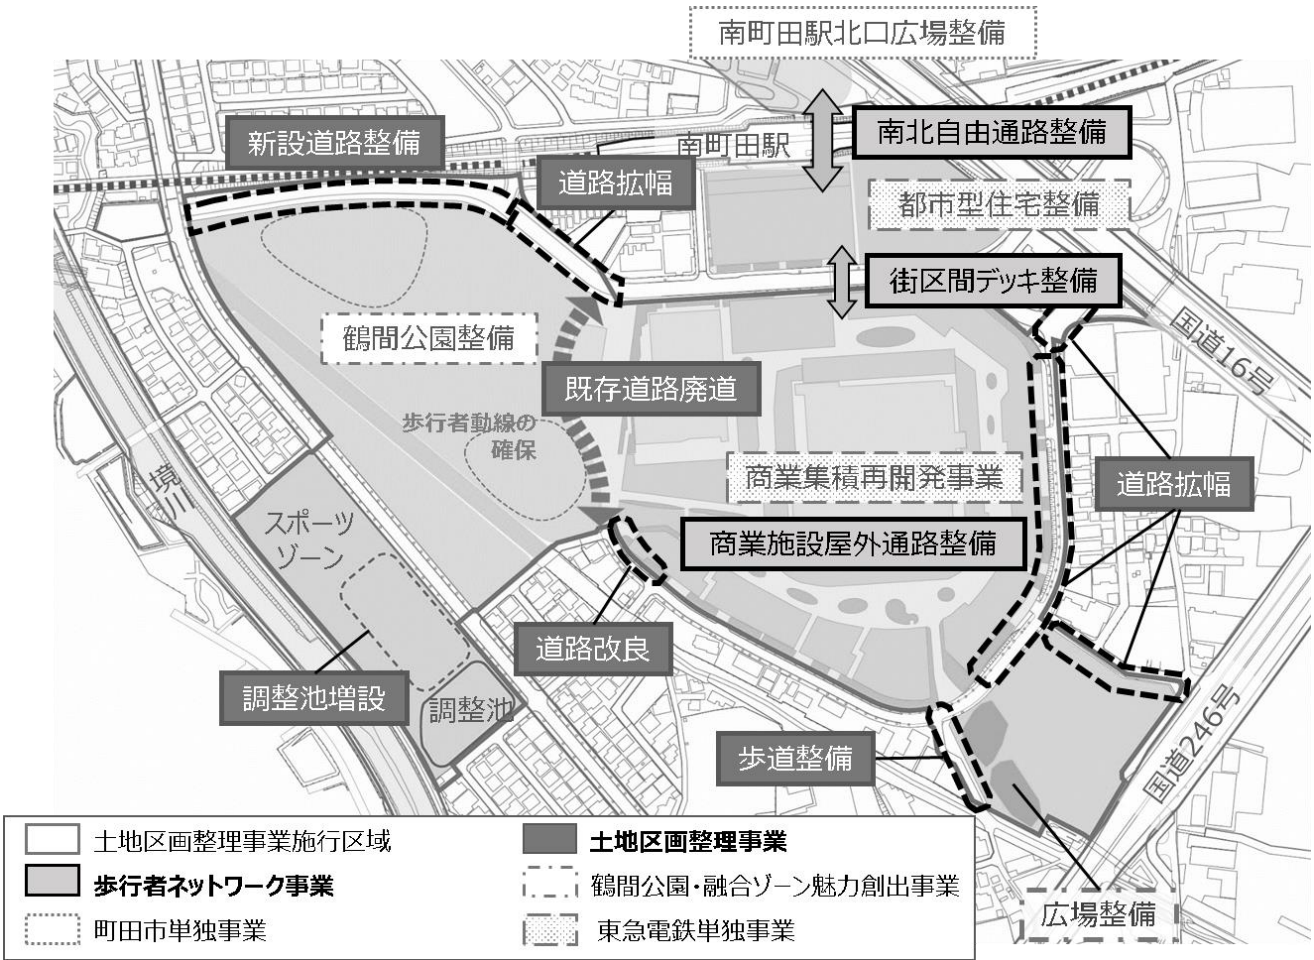 南町田駅北口広場整備
新設道路整備
南町田駅
南北自由通路整備
道路拡幅
都市型住宅整備
街区間デッキ整備
国道16号
鶴間公園整備
既存道路廃道
歩行者動線の
確保
商業集積再開発事業
道路拡幅
境川
スポーツ
ゾーン
商業施設屋外通路整備
道路改良
調整池増設
調整池
歩道整備
国道246号
広場整備
土地区画整理事業施行区域
土地区画整理事業
歩行者ネットワーク事業
鶴間公園・融合ゾーン魅力創出事業
町田市単独事業
東急電鉄単独事業